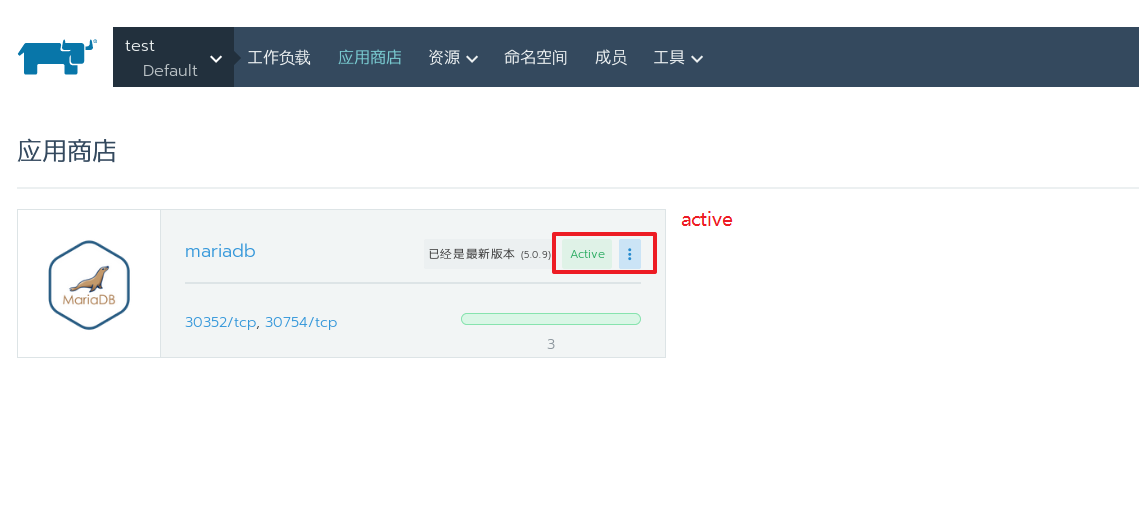 test
Default
工作负载 应用商店 资源 命名空间 成员 工具
应用商店
active
mariadb
已经是最新版本 (5.0.9)
Active
MariaDB
30352/tcp, 30754/tcp
3